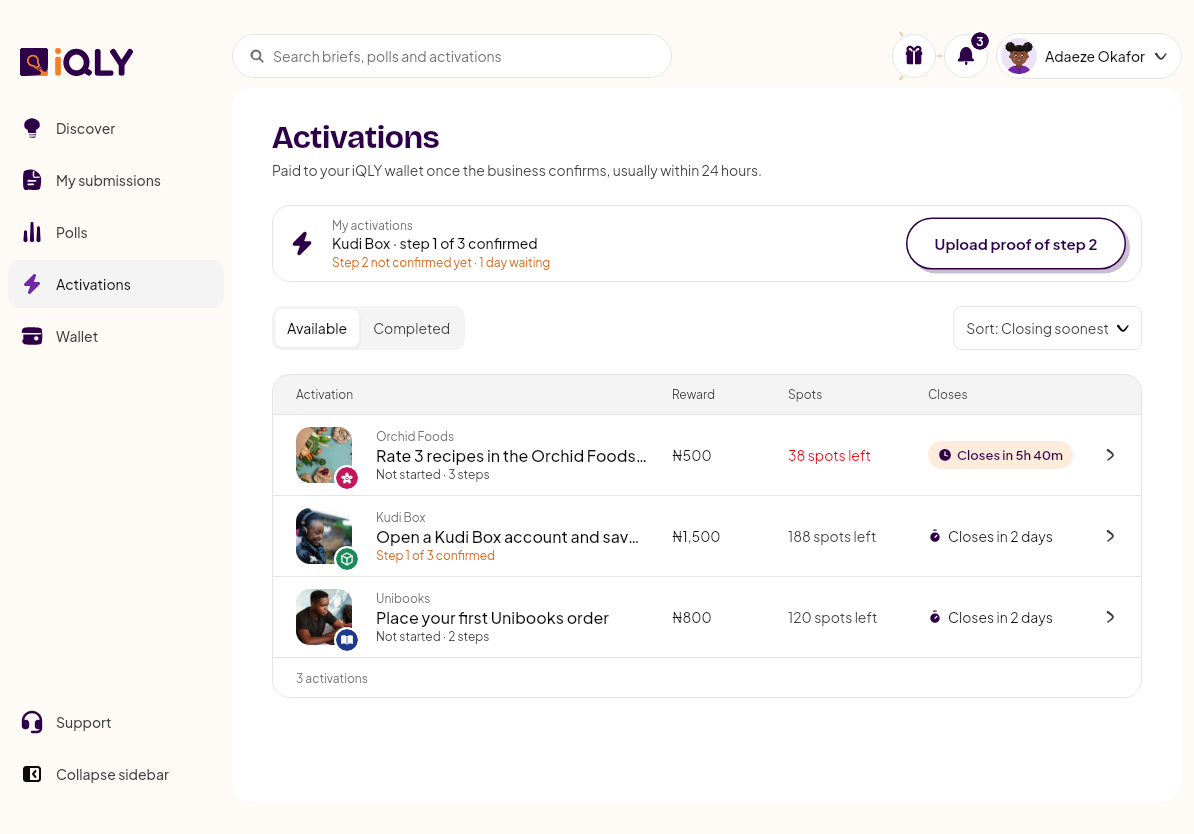 iQLY
Search briefs, polls and activations
3
Adaeze Okafor
Discover
My submissions
Polls
Activations
Wallet
Support
Collapse sidebar
Activations
Paid to your iQLY wallet once the business confirms, usually within 24 hours.
My activations
Kudi Box · step 1 of 3 confirmed
Step 2 not confirmed yet · 1 day waiting
Upload proof of step 2
Available Completed
Sort: Closing soonest
Activation Reward Spots Closes
Orchid Foods
Rate 3 recipes in the Orchid Foods…
Not started · 3 steps
₦500
38 spots left
Closes in 5h 40m
Kudi Box
Open a Kudi Box account and sav…
Step 1 of 3 confirmed
₦1,500
188 spots left
Closes in 2 days
Unibooks
Place your first Unibooks order
Not started · 2 steps
₦800
120 spots left
Closes in 2 days
3 activations